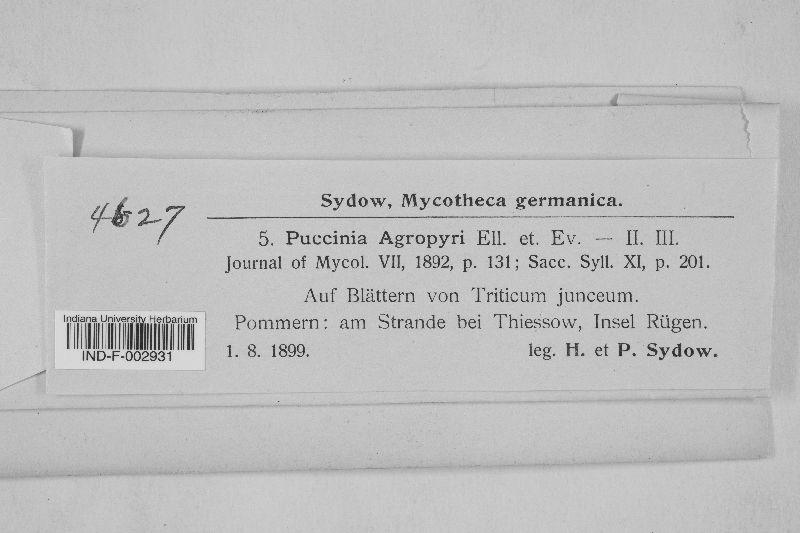 4627
Sydow, Mycotheca germanica.
5. Puccinia Agropyri Ell. et. Ev. — II. III.
Journal of Mycol. VII, 1892, p. 131; Sacc. Syll. XI, p. 201.
Auf Blättern von Triticum junceum.
Pommern: am Strande bei Thiessow, Insel Rügen.
1. 8. 1899. leg. H. et P. Sydow.
Indiana University Herbarium
IND-F-002931